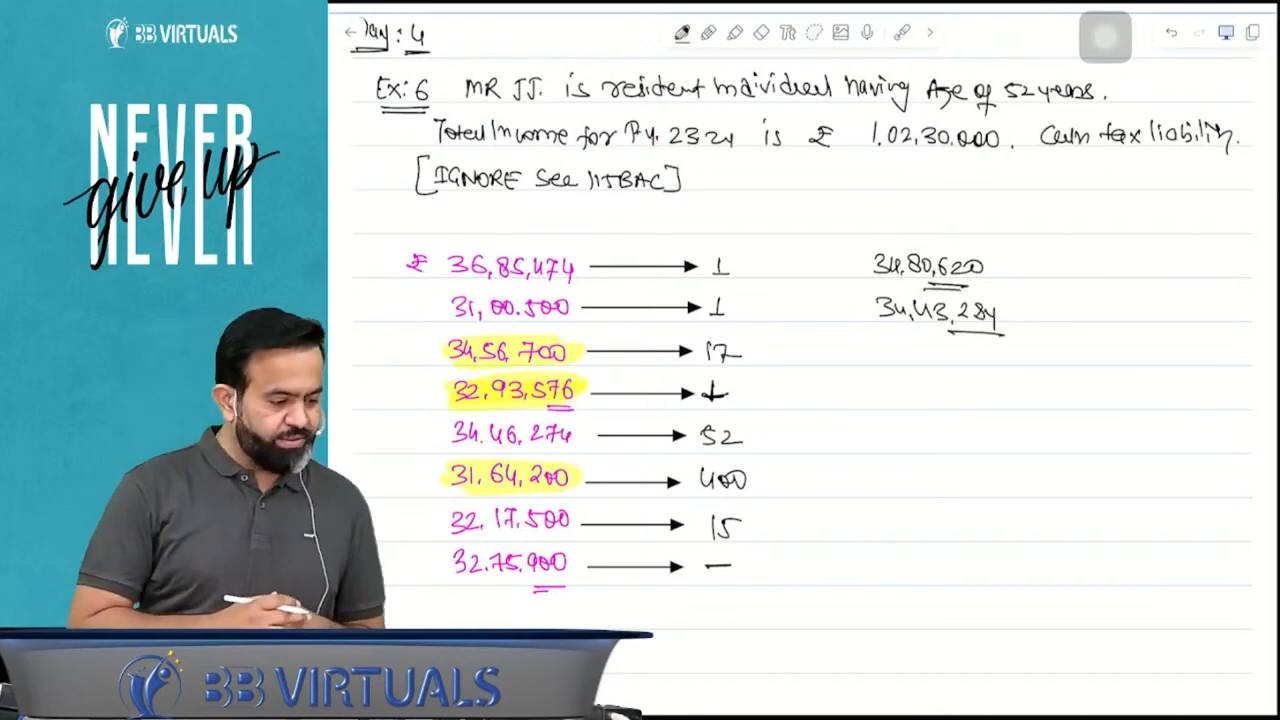 BB VIRTUALS
NEVER
give up
NEVER
Day: 4
Ex: 6 MR JJ. is resident Individual having Age of 52 years.
Total Income for P.Y. 23 24 is ₹ 1,02,30,000. Calm tax liability.
[IGNORE Sec 115BAC]
₹ 36,85,474 → 1 34,80,620
31,00.500 → 1 34,43,284
34,56,700 → 17
32,93,576 → 1
34.46,274 → 52
31,64,200 → 400
32.17,500 → 15
32.75.900 → —
BB VIRTUALS